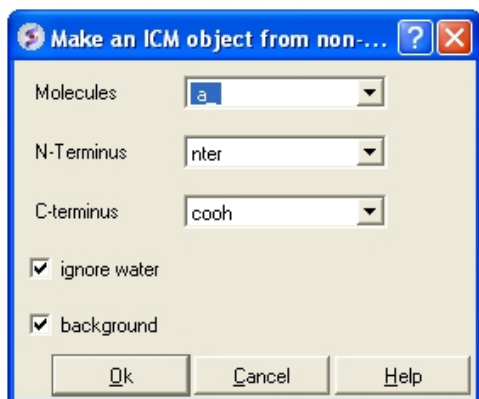 Make an ICM object from non-... ?
Molecules a_
N-Terminus nter
C-terminus cooh
ignore water
background
Ok Cancel Help